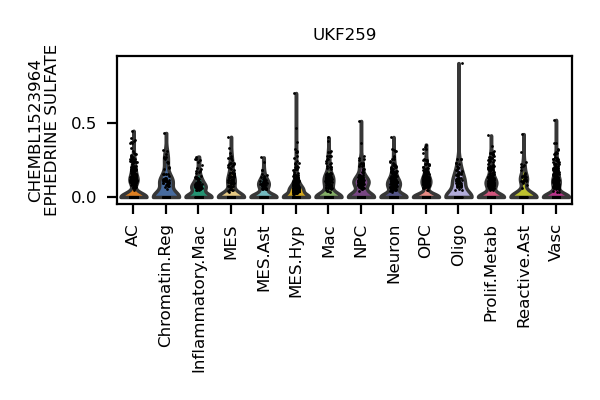 UKF259
CHEMBL1523964
EPHEDRINE SULFATE
0.5
0.0
AC
Chromatin.Reg
Inflammatory.Mac
MES
MES.Ast
MES.Hyp
Mac
NPC
Neuron
OPC
Oligo
Prolif.Metab
Reactive.Ast
Vasc